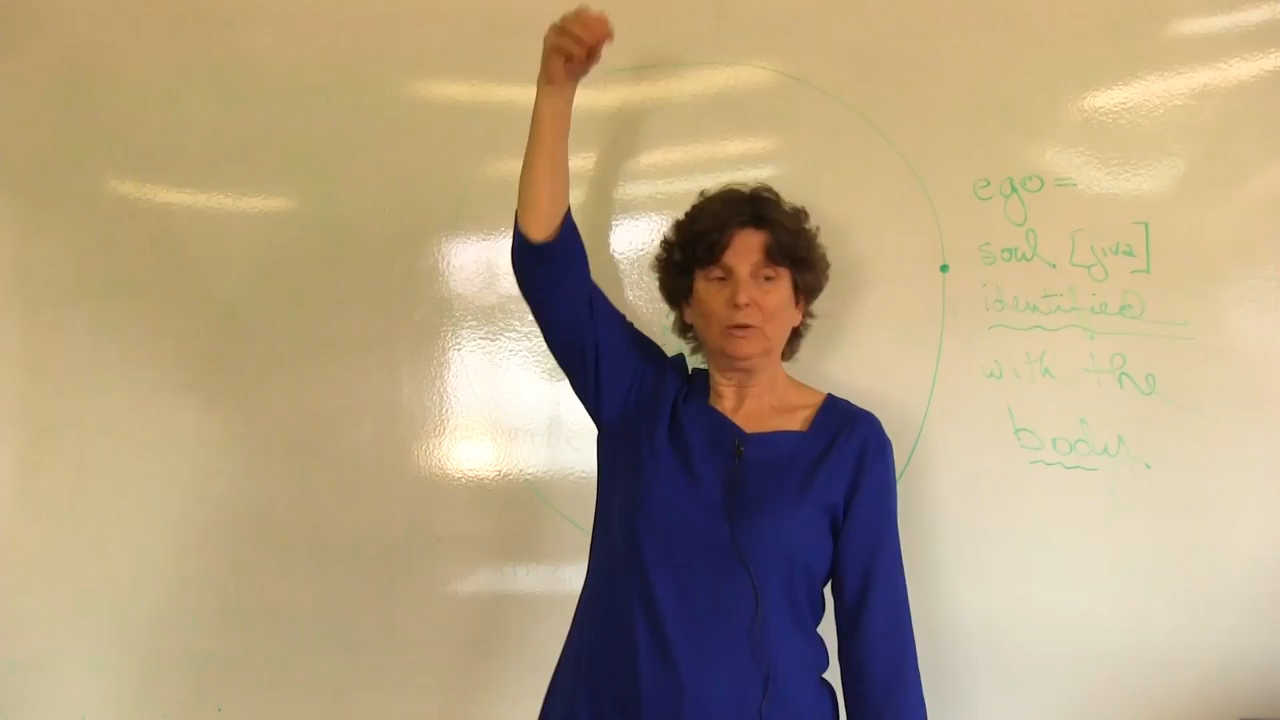 ego=
soul [jiva]
identified
with the
body